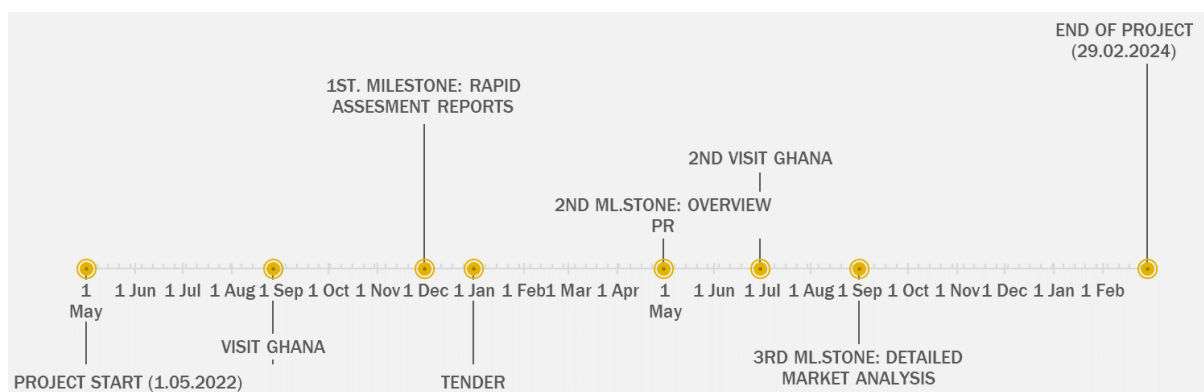 END OF PROJECT
(29.02.2024)
1ST. MILESTONE: RAPID
ASSESMENT REPORTS
2ND VISIT GHANA
2ND ML.STONE: OVERVIEW
PR
1 May 1 Jun 1 Jul 1 Aug 1 Sep 1 Oct 1 Nov 1 Dec 1 Jan 1 Feb 1 Mar 1 Apr 1 May 1 Jun 1 Jul 1 Aug 1 Sep 1 Oct 1 Nov 1 Dec 1 Jan 1 Feb
VISIT GHANA
3RD ML.STONE: DETAILED
MARKET ANALYSIS
PROJECT START (1.05.2022)
TENDER